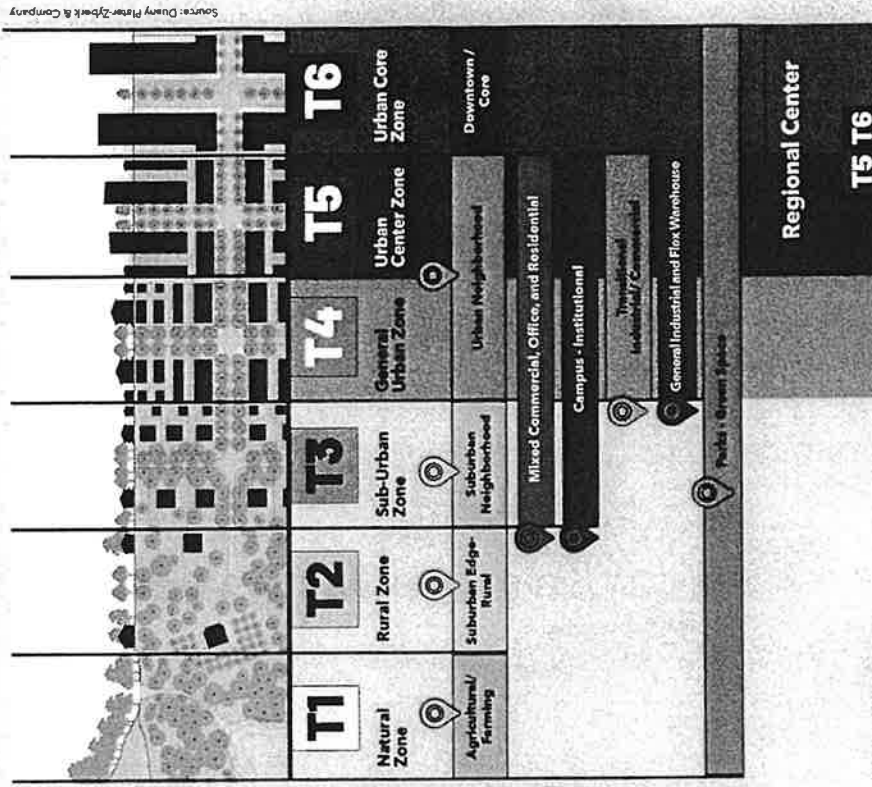 Source: Duany Plater-Zyberk & Company
T1
T2
T3
T4
T5
T6
Natural
Zone
Rural Zone
Sub-Urban
Zone
General
Urban Zone
Urban
Center Zone
Urban Core
Zone
Agricultural/
Farming
Suburban Edge-
Rural
Suburban
Neighborhood
Urban Neighborhood
Downtown /
Core
Mixed Commercial, Office, and Residential
Campus - Institutional
Transitional
Industrial / Commercial
General Industrial and Flex Warehouse
Parks - Green Space
Regional Center
T5 T6